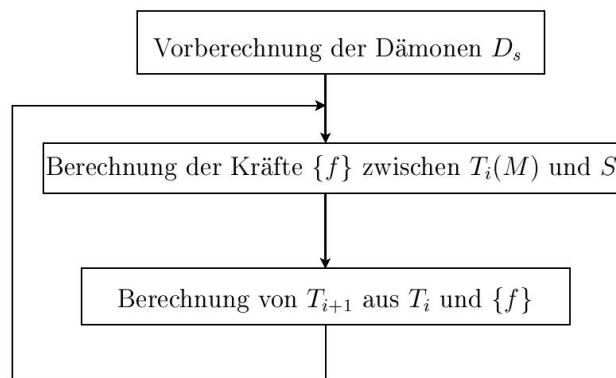 Vorberechnung der Dämonen $D_s$
Berechnung der Kräfte $\{f\}$ zwischen $T_i(M)$ und $S$
Berechnung von $T_{i+1}$ aus $T_i$ und $\{f\}$